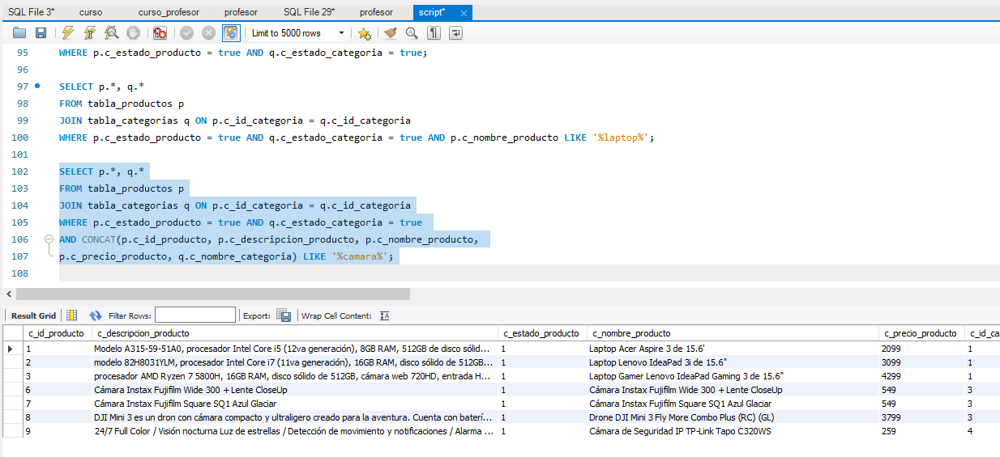 SQL File 3* curso curso_profesor profesor SQL File 29* profesor script* ×
Limit to 5000 rows
95 WHERE p.c_estado_producto = true AND q.c_estado_categoria = true;
96
97 SELECT p.*, q.*
98 FROM tabla_productos p
99 JOIN tabla_categorias q ON p.c_id_categoria = q.c_id_categoria
100 WHERE p.c_estado_producto = true AND q.c_estado_categoria = true AND p.c_nombre_producto LIKE '%laptop%';
101
102 SELECT p.*, q.*
103 FROM tabla_productos p
104 JOIN tabla_categorias q ON p.c_id_categoria = q.c_id_categoria
105 WHERE p.c_estado_producto = true AND q.c_estado_categoria = true
106 AND CONCAT(p.c_id_producto, p.c_descripcion_producto, p.c_nombre_producto,
107 p.c_precio_producto, q.c_nombre_categoria) LIKE '%camara%';
108
Result Grid Filter Rows: Export: Wrap Cell Content: IA
c_id_producto c_descripcion_producto c_estado_producto c_nombre_producto c_precio_producto c_id_ca
1 Modelo A315-59-51A0, procesador Intel Core i5 (12va generación), 8GB RAM, 512GB de disco sólid... 1 Laptop Acer Aspire 3 de 15.6' 2099 1
2 modelo 82H8031YLM, procesador Intel Core i7 (11va generación), 16GB RAM, disco sólido de 512GB... 1 Laptop Lenovo IdeaPad 3i de 15.6" 3099 1
3 procesador AMD Ryzen 7 5800H, 16GB RAM, disco sólido de 512GB, cámara web 720HD, entrada H... 1 Laptop Gamer Lenovo IdeaPad Gaming 3 de 15.6" 4299 1
6 Cámara Instax Fujifilm Wide 300 + Lente CloseUp 1 Cámara Instax Fujifilm Wide 300 + Lente CloseUp 549 3
7 Cámara Instax Fujifilm Square SQ1 Azul Glaciar 1 Cámara Instax Fujifilm Square SQ1 Azul Glaciar 549 3
8 DJI Mini 3 es un dron con cámara compacto y ultraligero creado para la aventura. Cuenta con baterí... 1 Drone DJI Mini 3 Fly More Combo Plus (RC) (GL) 3799 3
9 24/7 Full Color / Visión nocturna Luz de estrellas / Detección de movimiento y notificaciones / Alarma ... 1 Cámara de Seguridad IP TP-Link Tapo C320WS 259 4